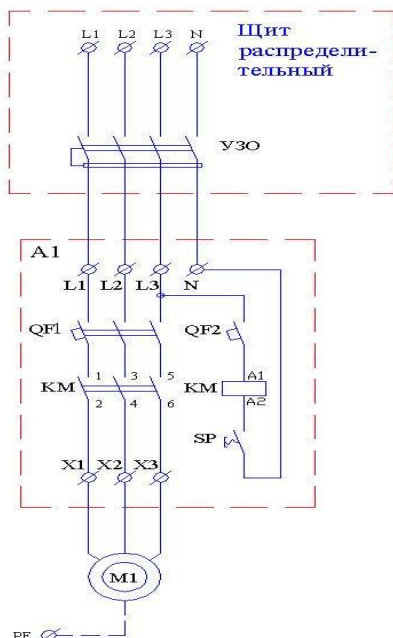 L1 L2 L3 N
Щит
распредели-
тельный
УЗО
A1
L1 L2 L3 N
QF1 QF2
KM 1 3 5 KM A1
2 4 6 A2
SP
X1 X2 X3
M1
PE